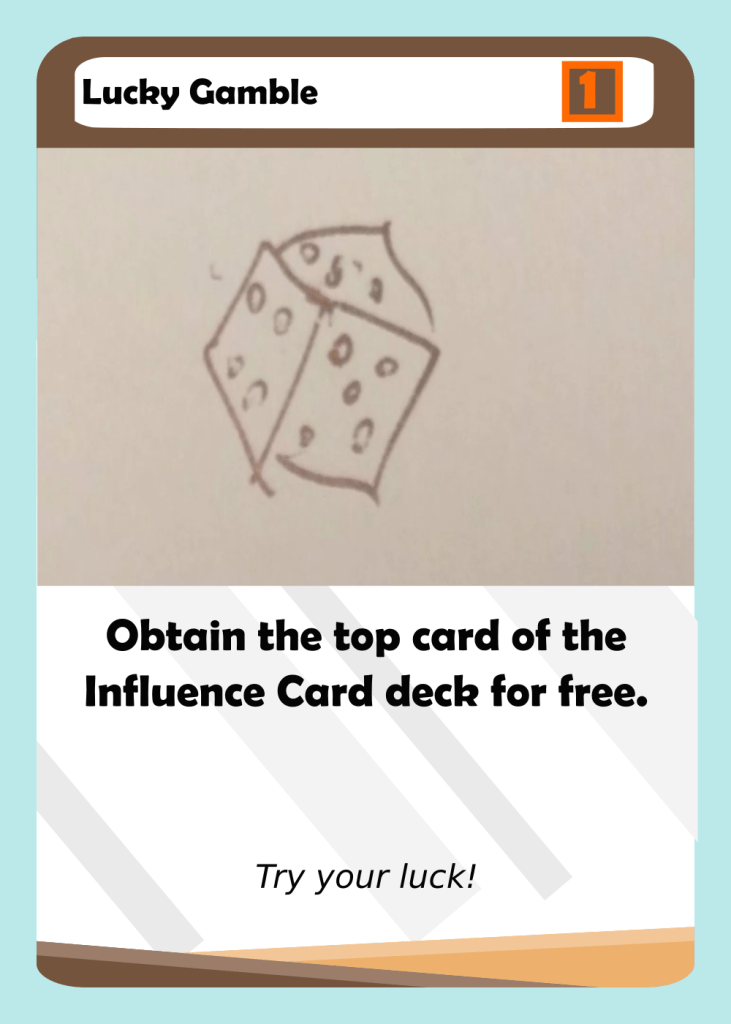 Lucky Gamble
1
Obtain the top card of the
Influence Card deck for free.
Try your luck!